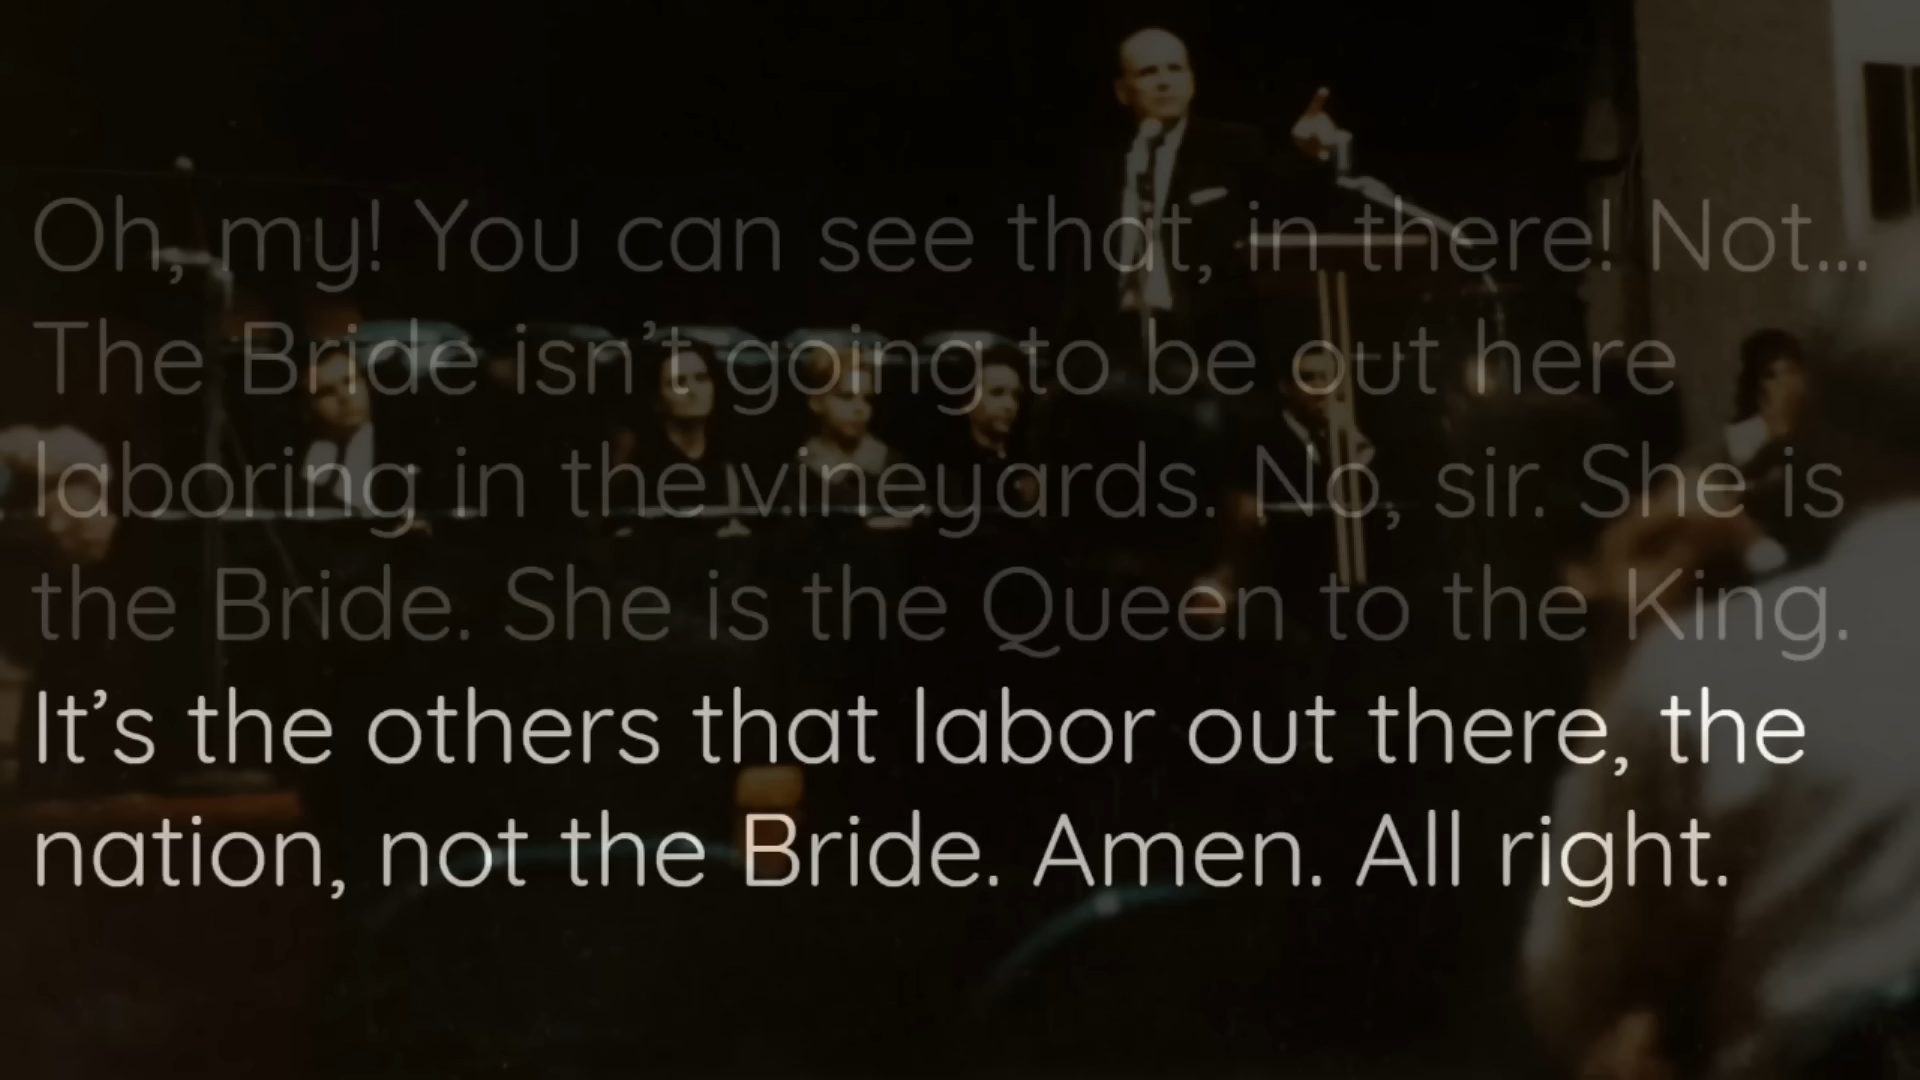 Oh, my! You can see that, in there! Not...
The Bride isn't going to be out here
laboring in the vineyards. No, sir. She is
the Bride. She is the Queen to the King.
It's the others that labor out there, the
nation, not the Bride. Amen. All right.